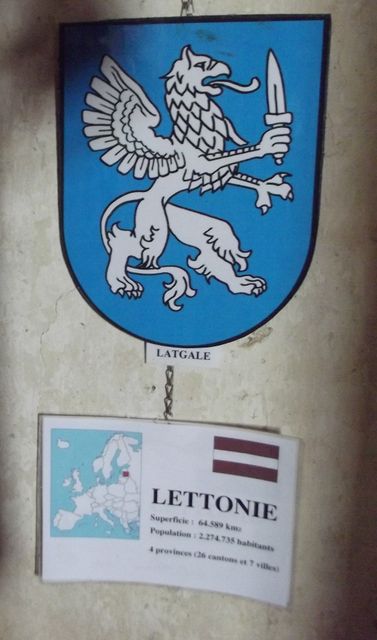 LATGALE
LETTONIE
Superficie : 64.589 km2
Population : 2.274.735 habitants
4 provinces (26 cantons et 7 villes)